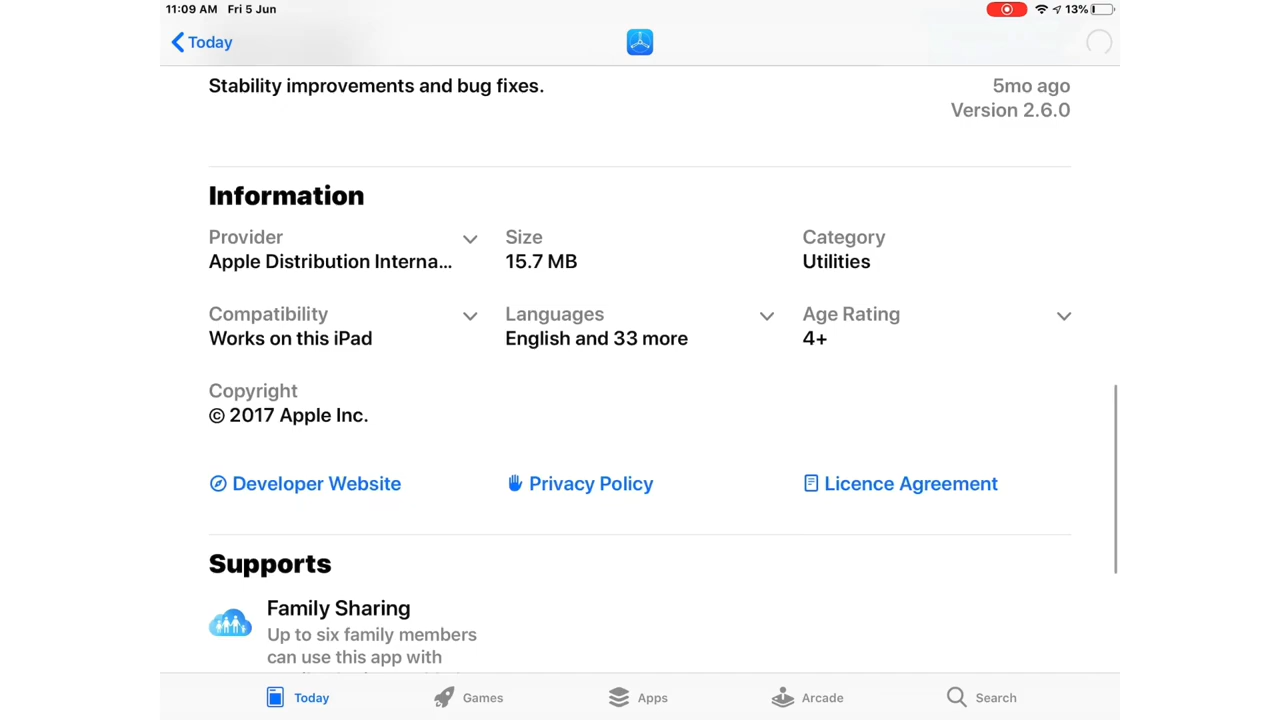 11:09 AM Fri 5 Jun
13%
Today
Stability improvements and bug fixes.
5mo ago
Version 2.6.0
Information
Provider
Apple Distribution Interna...
Size
15.7 MB
Category
Utilities
Compatibility
Works on this iPad
Languages
English and 33 more
Age Rating
4+
Copyright
© 2017 Apple Inc.
Developer Website
Privacy Policy
Licence Agreement
Supports
Family Sharing
Up to six family members
can use this app with
Today
Games
Apps
Arcade
Search